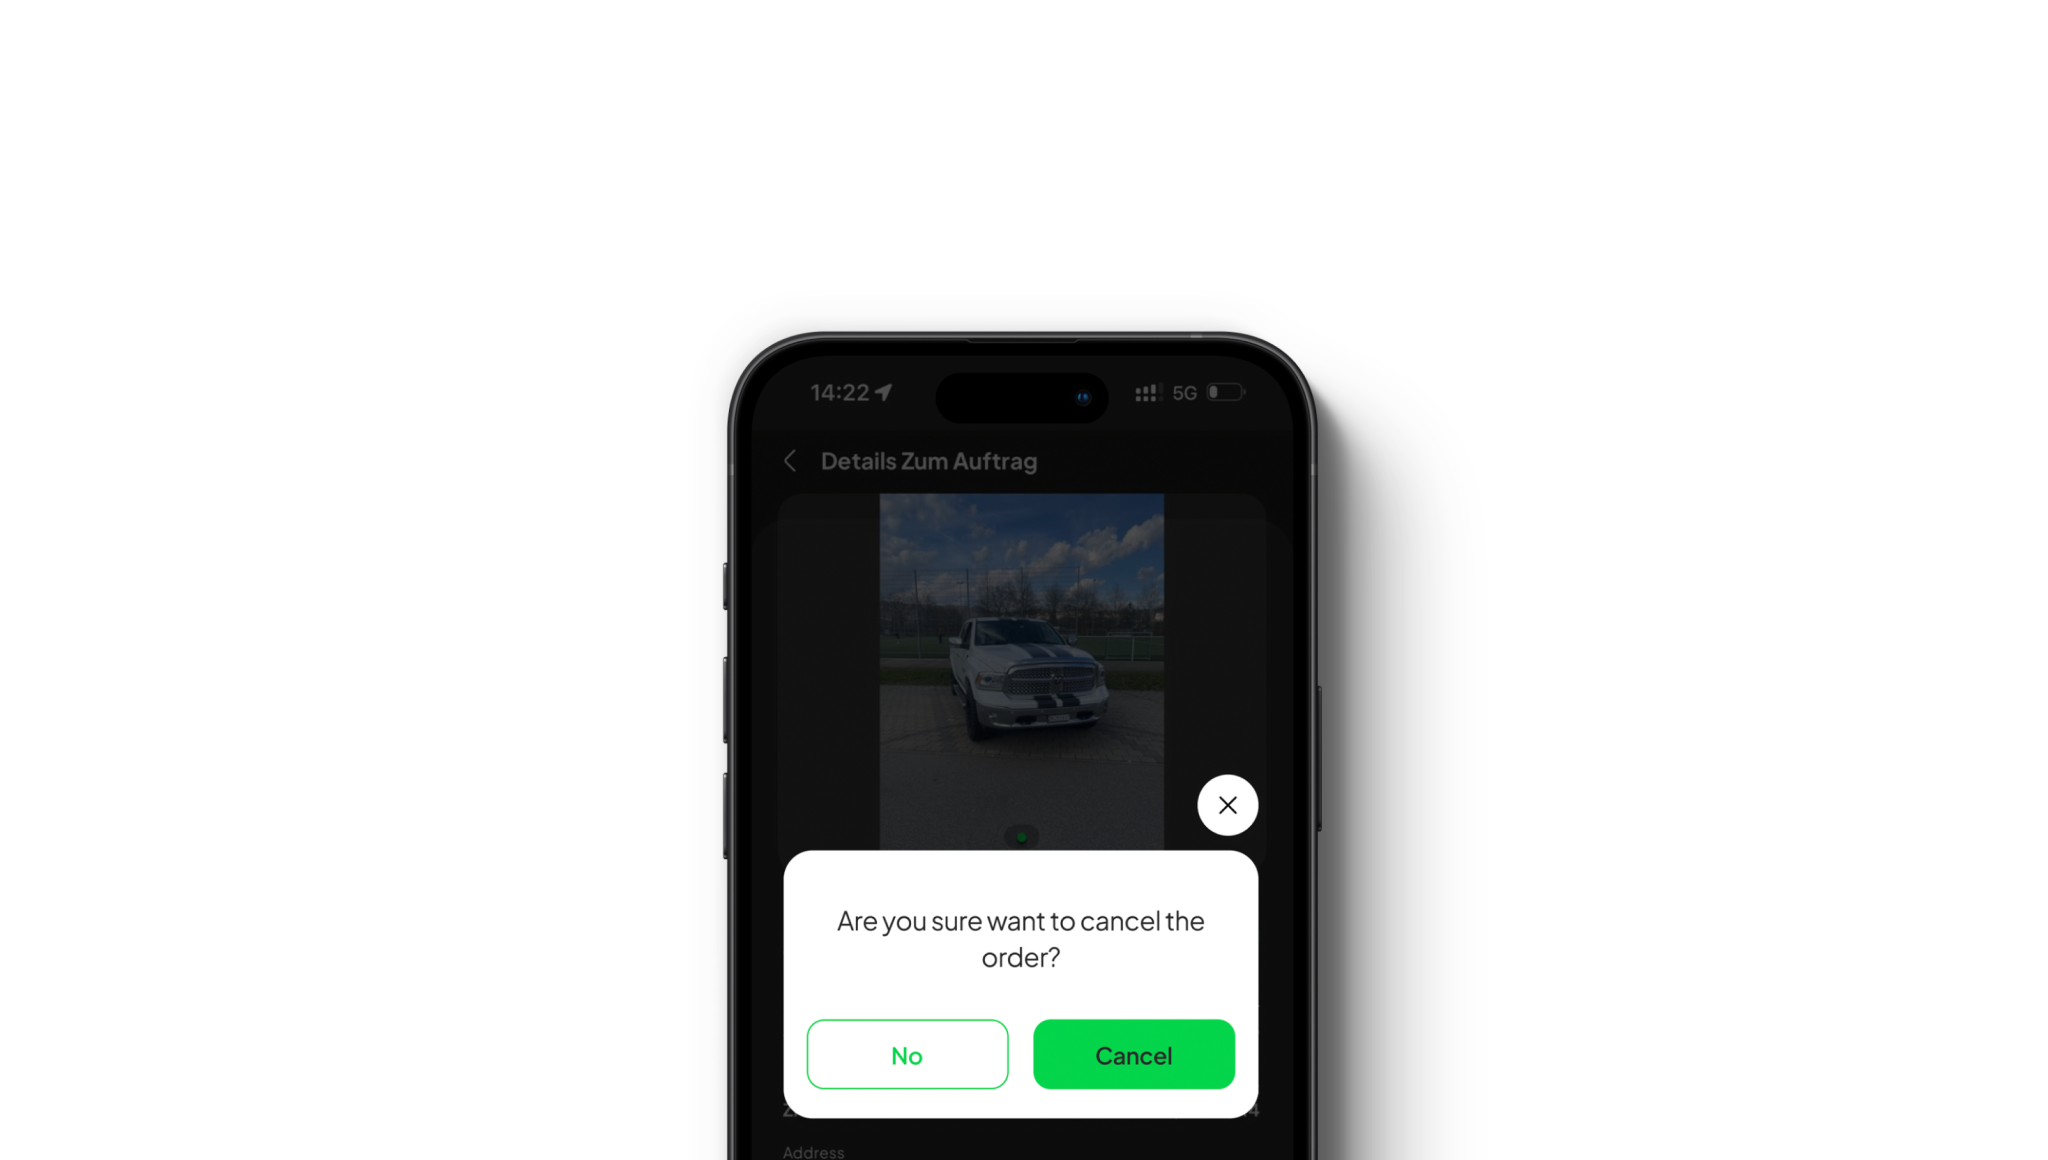 14:22
5G
Details Zum Auftrag
Are you sure want to cancel the
order?
No
Cancel
Address